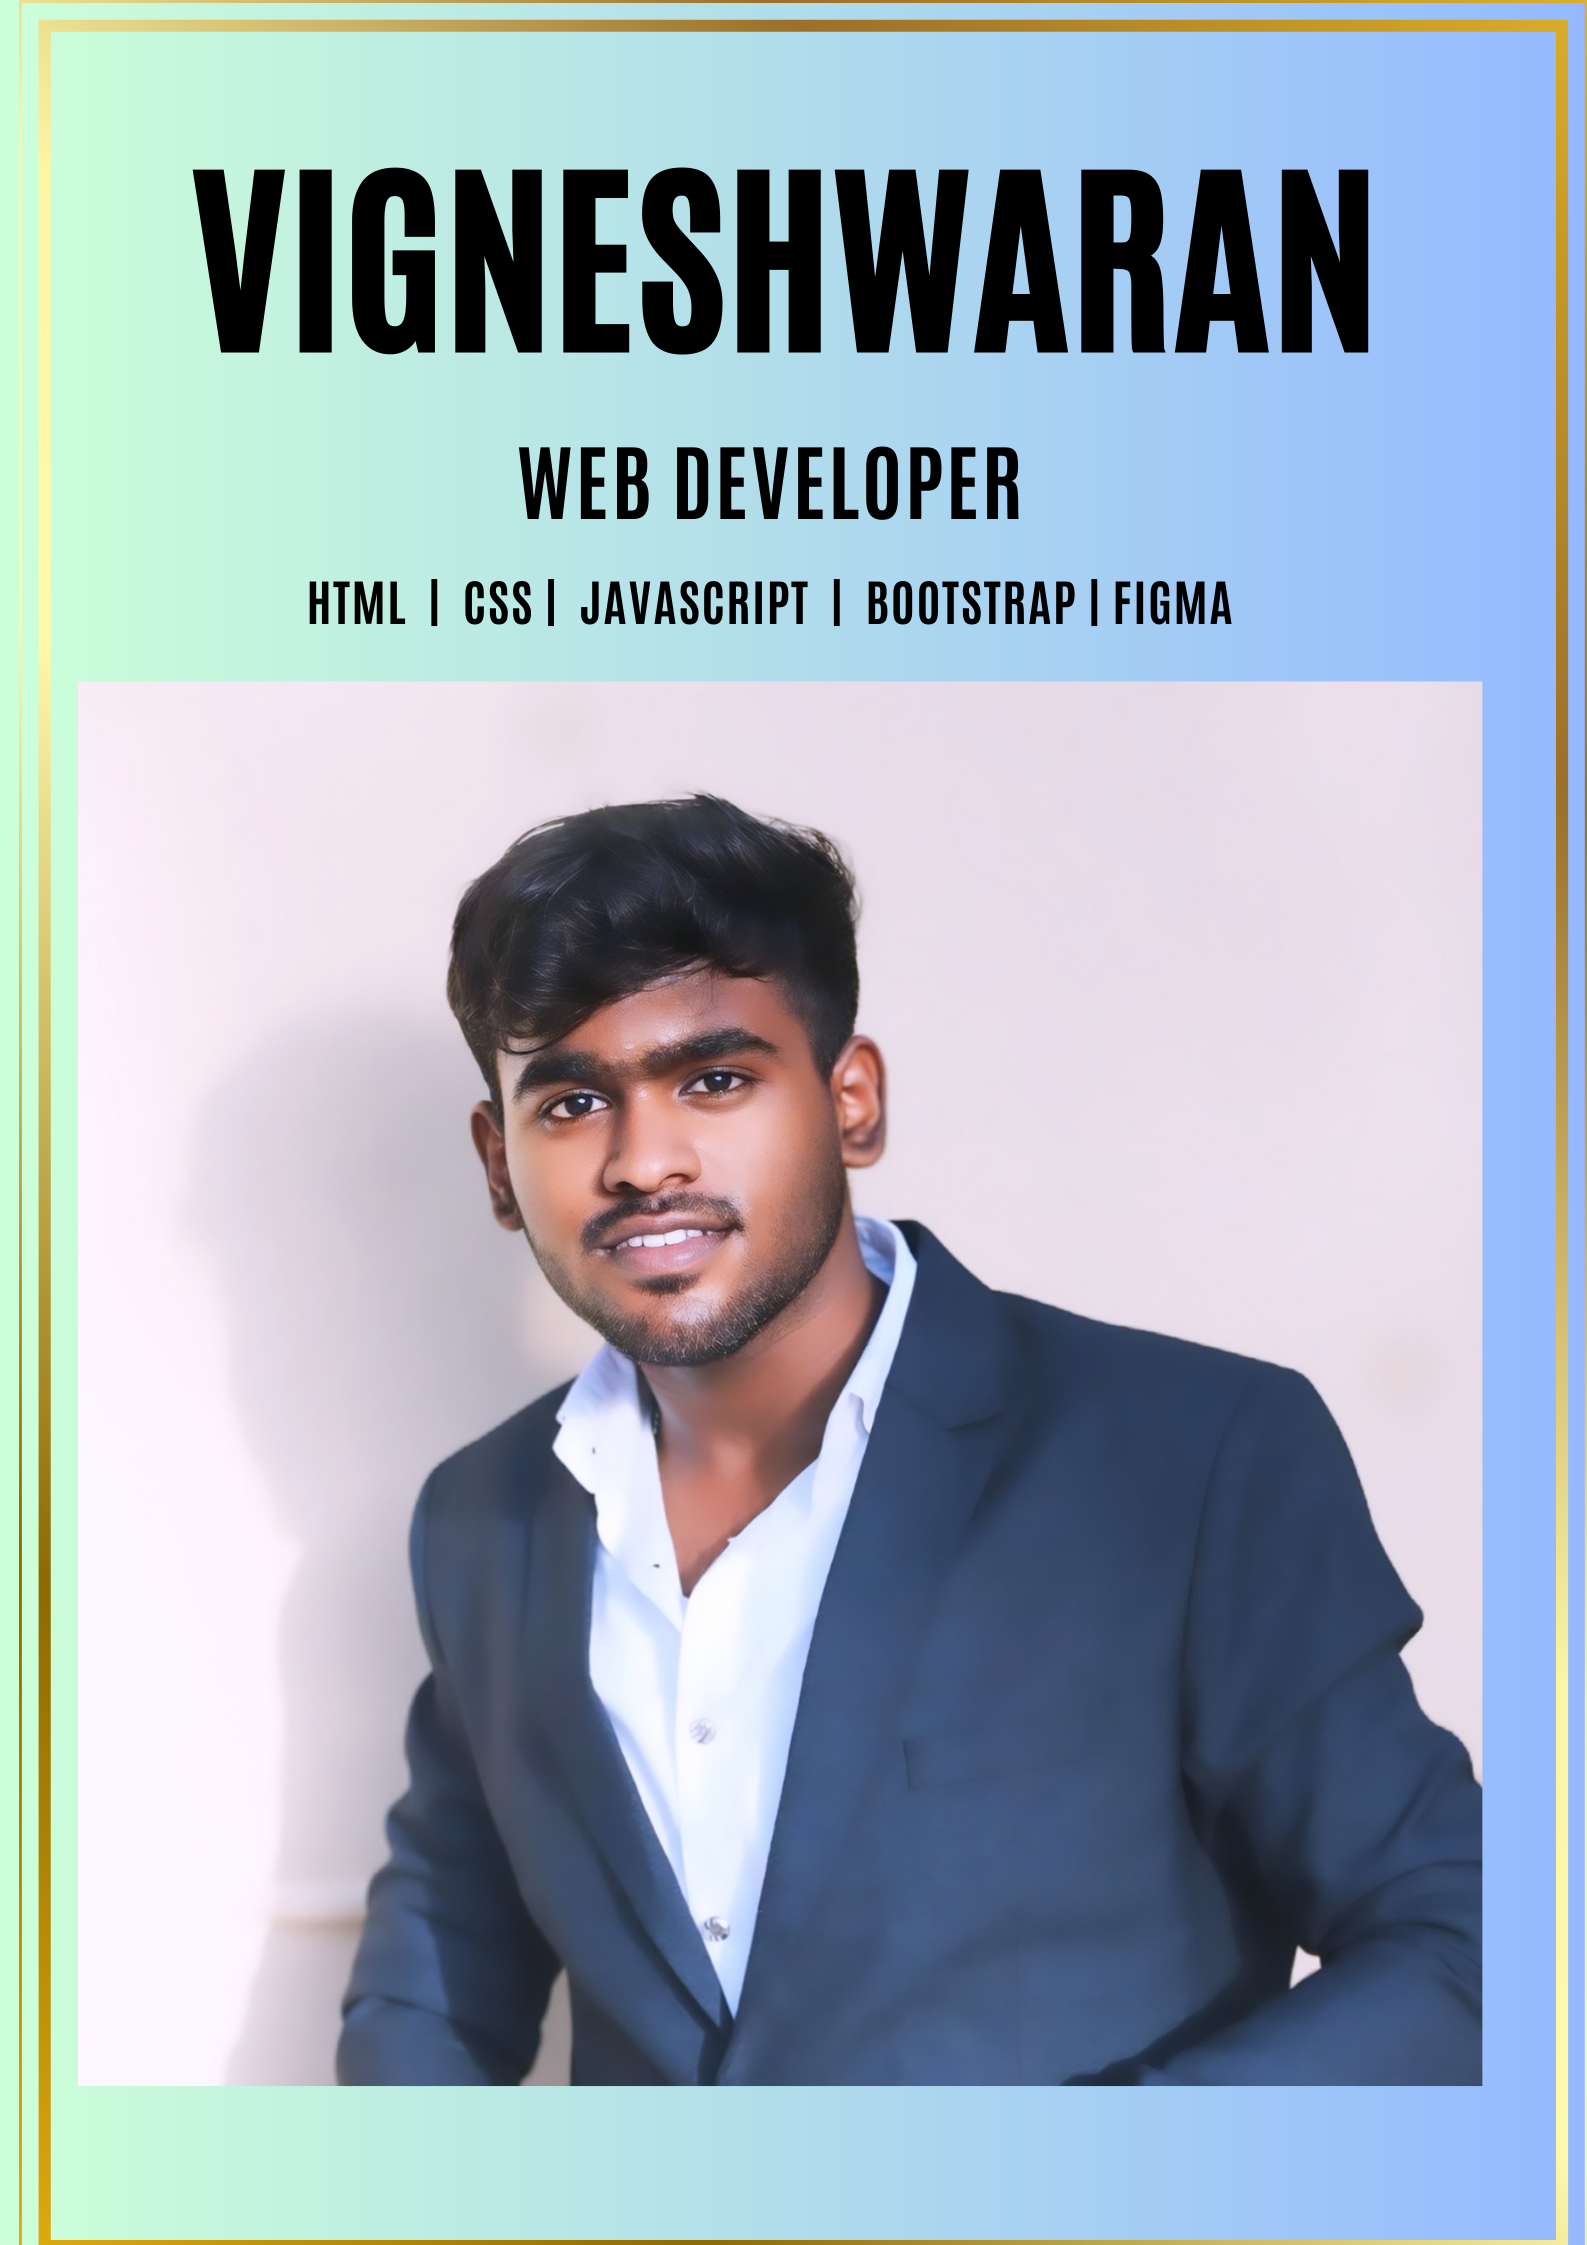 VIGNESHWARAN
WEB DEVELOPER
HTML | CSS | JAVASCRIPT | BOOTSTRAP | FIGMA